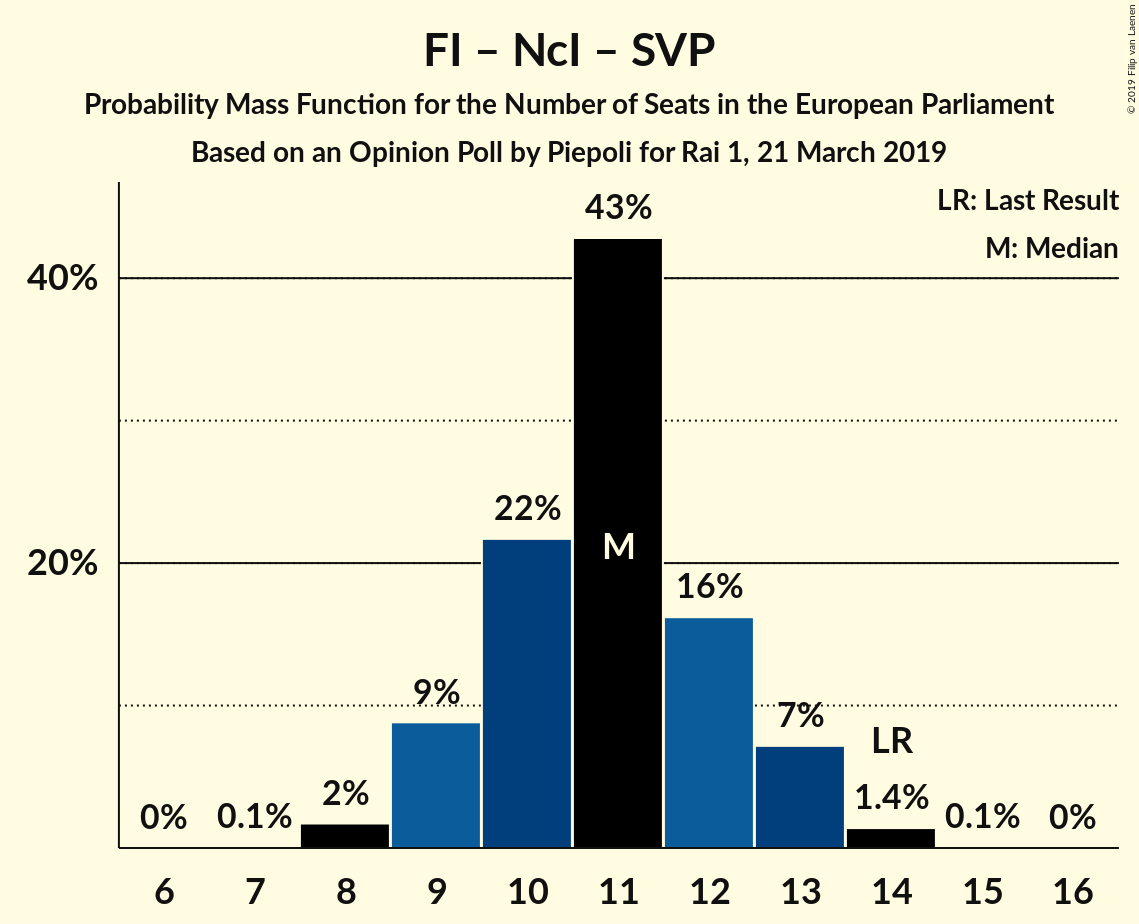 FI – NcI – SVP
Probability Mass Function for the Number of Seats in the European Parliament
Based on an Opinion Poll by Piepoli for Rai 1, 21 March 2019
© 2019 Filip van Laenen
LR: Last Result
M: Median
43%
40%
22%
M
20%
16%
9%
7%
LR
0%
0.1%
2%
1.4%
0.1%
0%
6 7 8 9 10 11 12 13 14 15 16